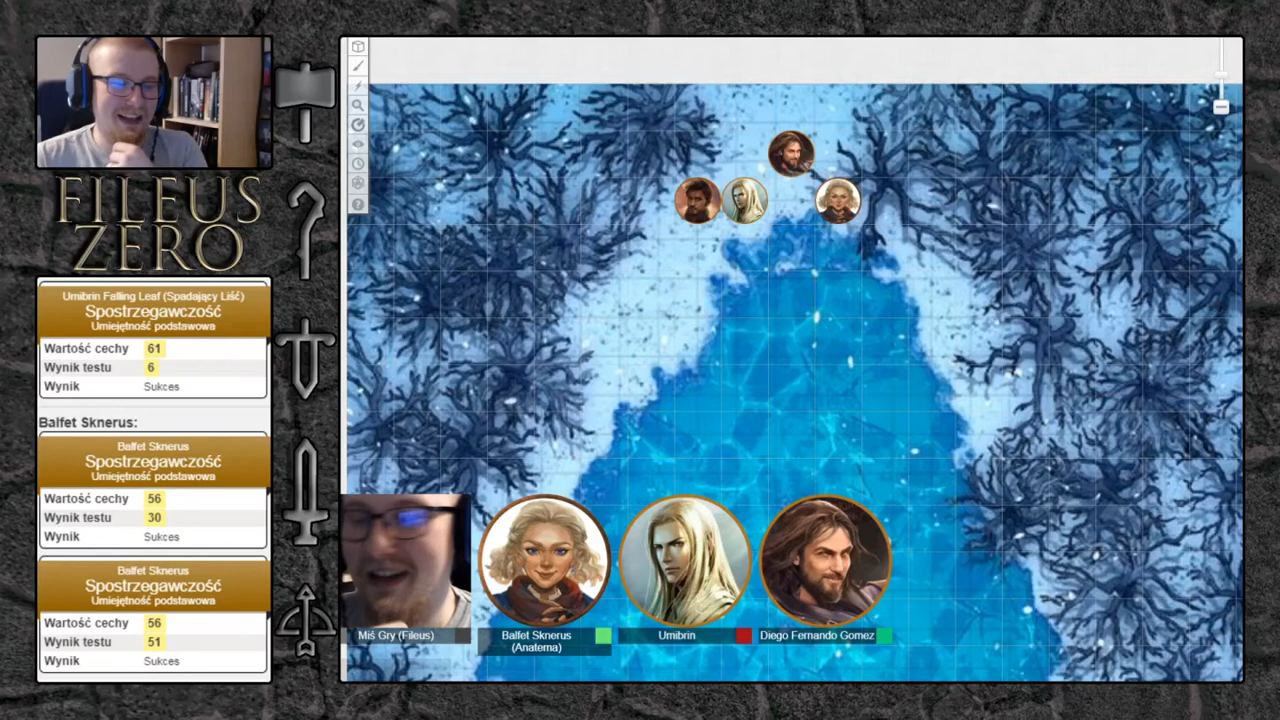 FILEUS
ZERO
Umibrin Falling Leaf (Spadający Liść)
Spostrzegawczość
Umiejętność podstawowa
Wartość cechy 61
Wynik testu 6
Wynik Sukces
Balfet Sknerus:
Balfet Sknerus
Spostrzegawczość
Umiejętność podstawowa
Wartość cechy 56
Wynik testu 30
Wynik Sukces
Balfet Sknerus
Spostrzegawczość
Umiejętność podstawowa
Wartość cechy 56
Wynik testu 51
Wynik Sukces
Miś Gry (Fileus)
Balfet Sknerus
(Anatema)
Umibrin
Diego Fernando Gomez